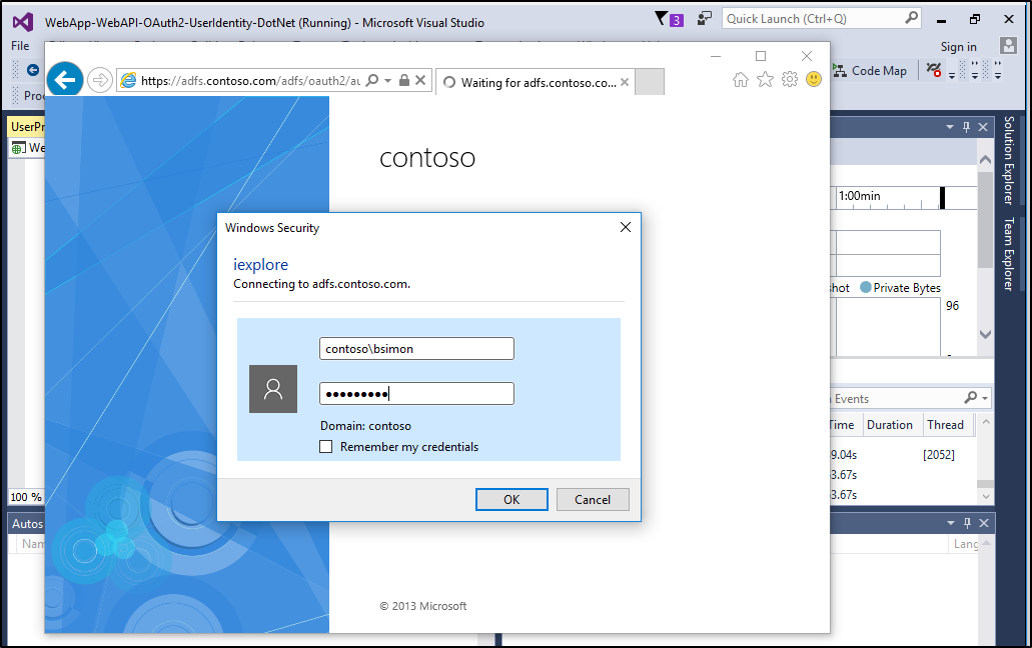 WebApp-WebAPI-OAuth2-UserIdentity-DotNet (Running) - Microsoft Visual Studio
3
Quick Launch (Ctrl+Q)
File
Sign in
https://adfs.contoso.com/adfs/oauth2/au
Waiting for adfs.contoso.co...
Code Map
Proc
UserPr
We
contoso
Solution Explorer
Team Explorer
1:00min
Windows Security
iexplore
Connecting to adfs.contoso.com.
shot
Private Bytes
96
contoso\bsimon
•••••••••
Domain: contoso
Remember my credentials
OK
Cancel
Events
Time
Duration
Thread
9.04s
[2052]
3.67s
3.67s
100 %
Autos
Nam
Lang
© 2013 Microsoft